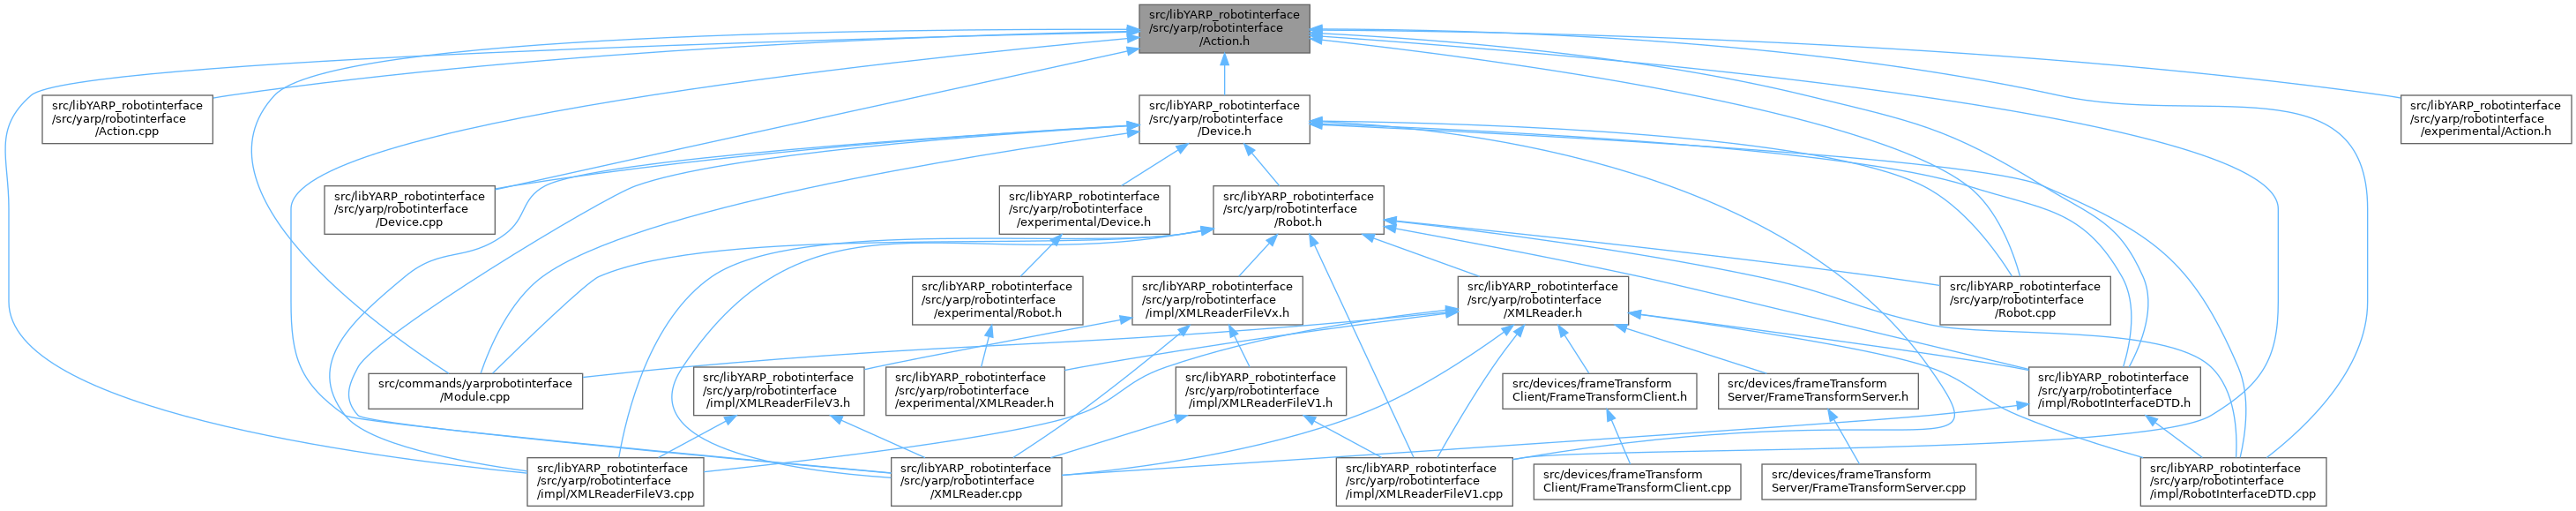 src/libYARP_robotinterface
/src/yarp/robotinterface
/Action.h
src/libYARP_robotinterface
/src/yarp/robotinterface
/Action.cpp
src/libYARP_robotinterface
/src/yarp/robotinterface
/Device.h
src/libYARP_robotinterface
/src/yarp/robotinterface
/experimental/Action.h
src/libYARP_robotinterface
/src/yarp/robotinterface
/Device.cpp
src/libYARP_robotinterface
/src/yarp/robotinterface
/experimental/Device.h
src/libYARP_robotinterface
/src/yarp/robotinterface
/Robot.h
src/libYARP_robotinterface
/src/yarp/robotinterface
/experimental/Robot.h
src/libYARP_robotinterface
/src/yarp/robotinterface
/impl/XMLReaderFileVx.h
src/libYARP_robotinterface
/src/yarp/robotinterface
/XMLReader.h
src/libYARP_robotinterface
/src/yarp/robotinterface
/Robot.cpp
src/commands/yarprobotinterface
/Module.cpp
src/libYARP_robotinterface
/src/yarp/robotinterface
/impl/XMLReaderFileV3.h
src/libYARP_robotinterface
/src/yarp/robotinterface
/experimental/XMLReader.h
src/libYARP_robotinterface
/src/yarp/robotinterface
/impl/XMLReaderFileV1.h
src/devices/frameTransform
Client/FrameTransformClient.h
src/devices/frameTransform
Server/FrameTransformServer.h
src/libYARP_robotinterface
/src/yarp/robotinterface
/impl/RobotInterfaceDTD.h
src/libYARP_robotinterface
/src/yarp/robotinterface
/impl/XMLReaderFileV3.cpp
src/libYARP_robotinterface
/src/yarp/robotinterface
/XMLReader.cpp
src/libYARP_robotinterface
/src/yarp/robotinterface
/impl/XMLReaderFileV1.cpp
src/devices/frameTransform
Client/FrameTransformClient.cpp
src/devices/frameTransform
Server/FrameTransformServer.cpp
src/libYARP_robotinterface
/src/yarp/robotinterface
/impl/RobotInterfaceDTD.cpp